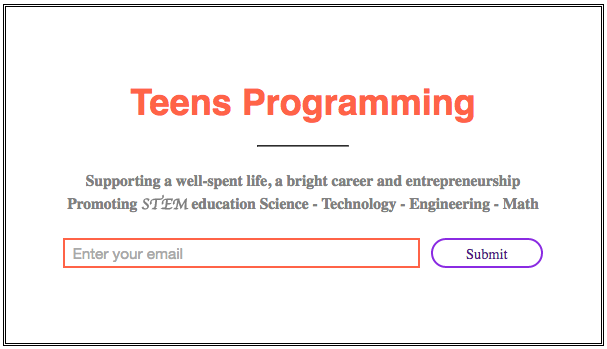 Teens Programming
Supporting a well-spent life, a bright career and entrepreneurship
Promoting STEM education Science - Technology - Engineering - Math
Enter your email
Submit